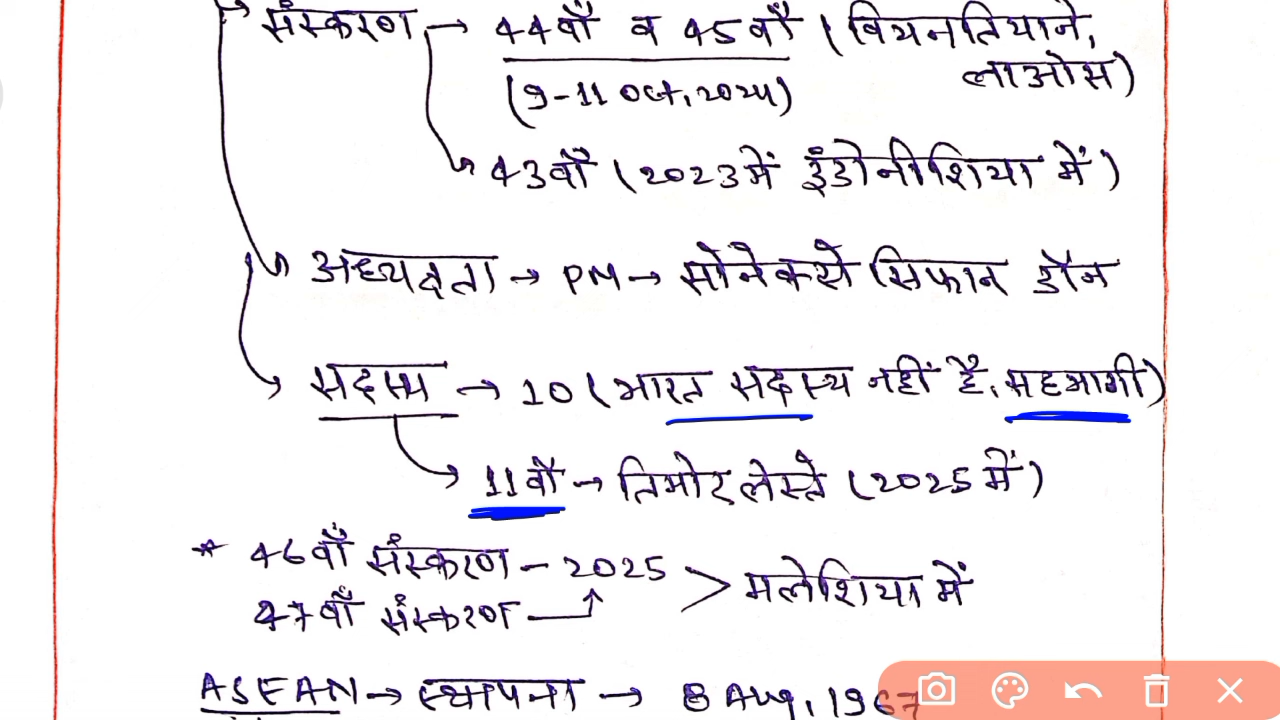 संस्करण → 44वाँ व 45वाँ (वियनतियाने,
लाओस)
(9-11 Oct, 2024)
43वाँ (2023 में इंडोनीशिया में)
अध्यक्षता → PM → सोनेक्से सिफान डॉन
सदस्य → 10 (भारत सदस्य नहीं है, सहभागी)
11वाँ → तिमोर लेस्ते (2025 में)
* 46वाँ संस्करण - 2025 > मलेशिया में
47वाँ संस्करण
ASEAN → स्थापना → 8 Aug, 1967